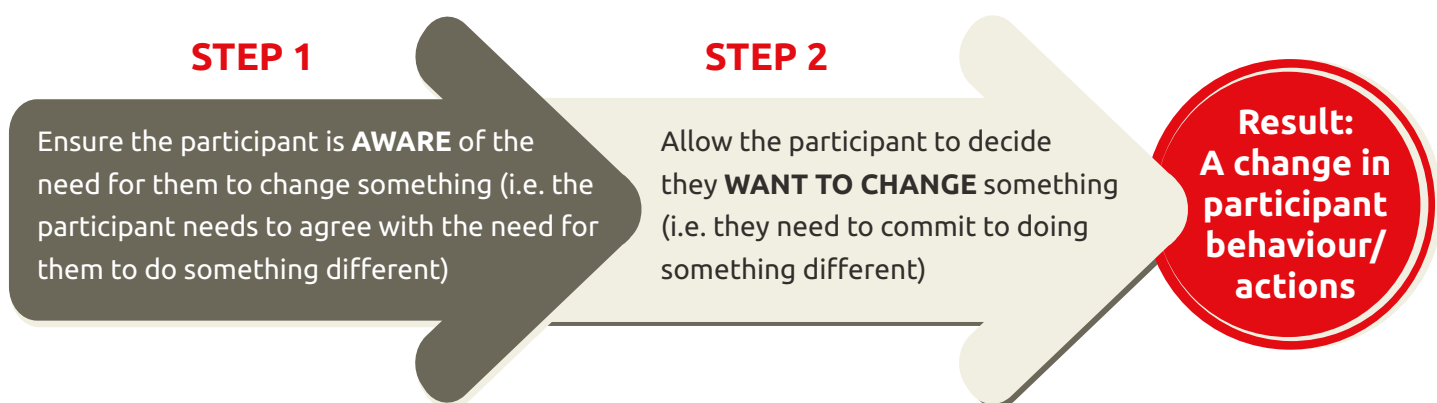 STEP 1
Ensure the participant is AWARE of the
need for them to change something (i.e. the
participant needs to agree with the need for
them to do something different)
STEP 2
Allow the participant to decide
they WANT TO CHANGE something
(i.e. they need to commit to doing
something different)
Result:
A change in
participant
behaviour/
actions